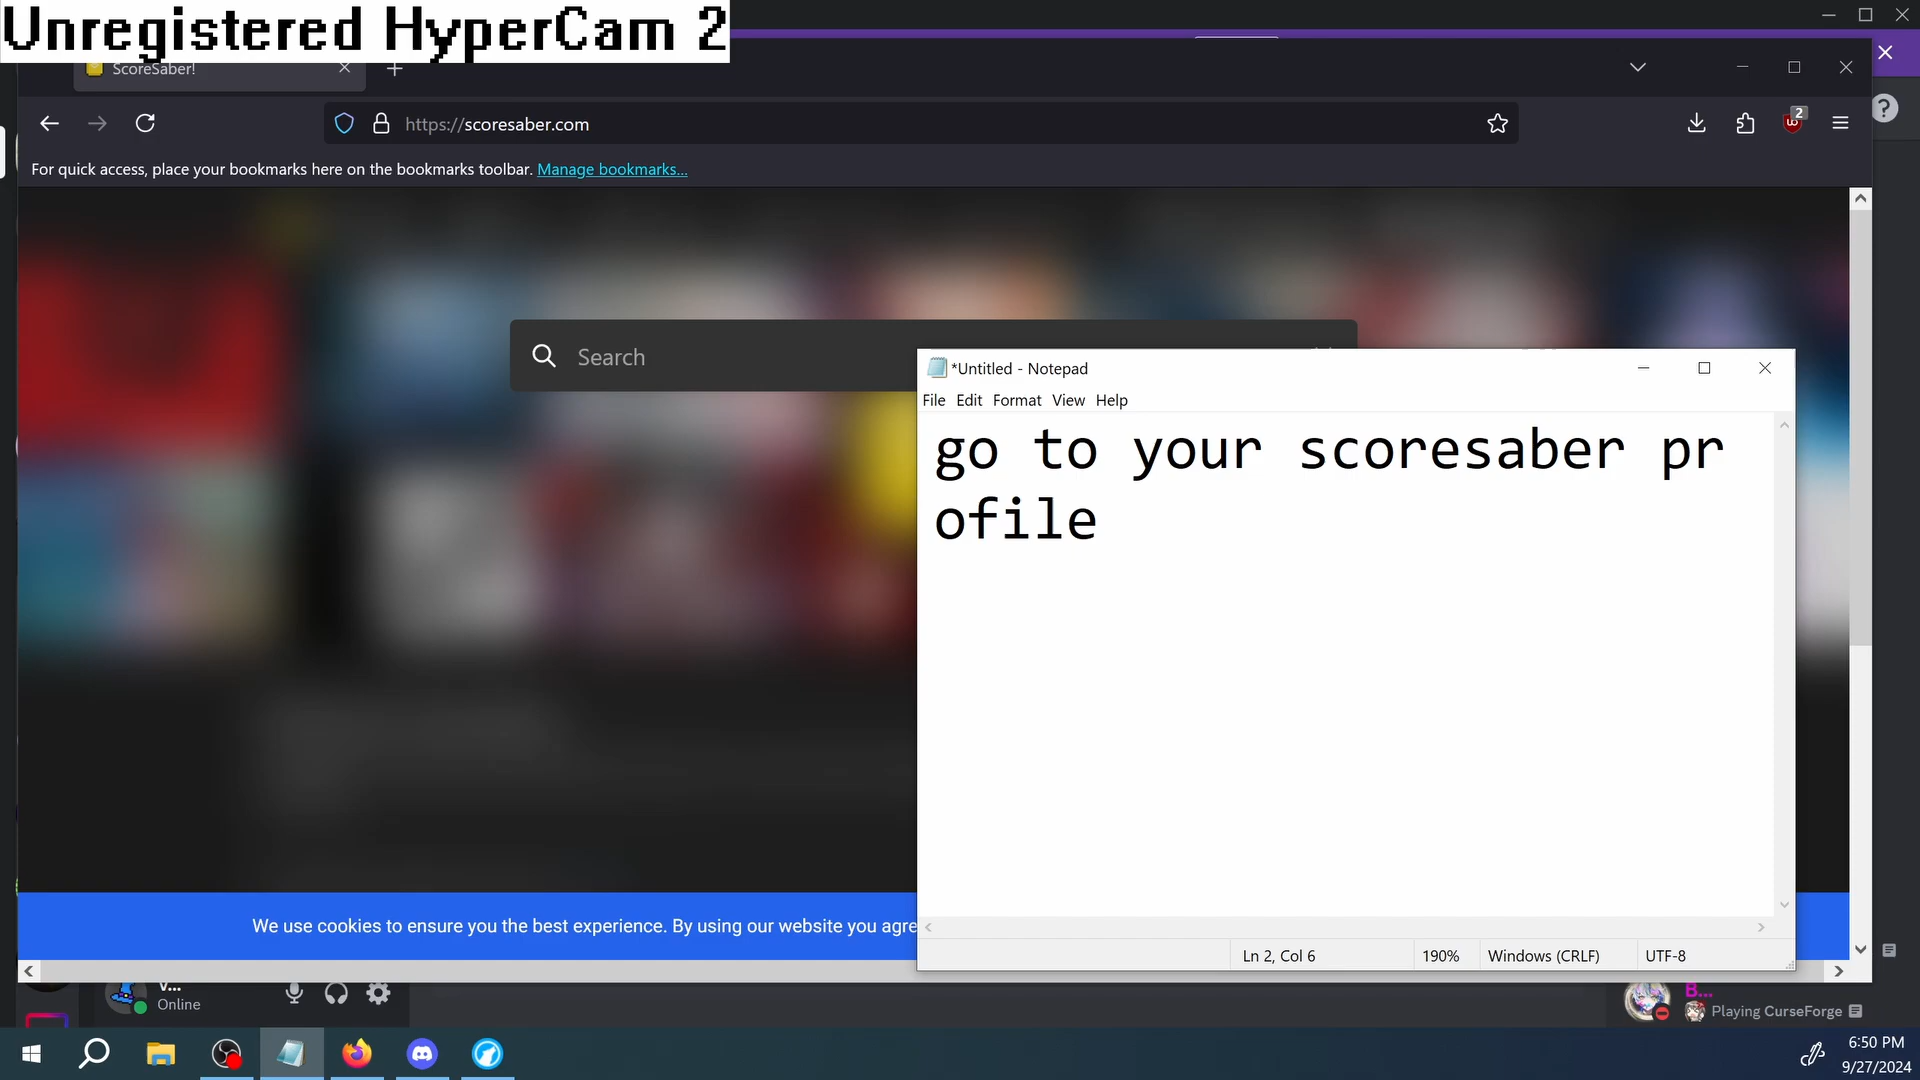 Unregistered HyperCam 2
ScoreSaber!
https://scoresaber.com
2
For quick access, place your bookmarks here on the bookmarks toolbar. Manage bookmarks...
Search
*Untitled - Notepad
File Edit Format View Help
go to your scoresaber pr
ofile
We use cookies to ensure you the best experience. By using our website you agre
Ln 2, Col 6 190% Windows (CRLF) UTF-8
V...
Online
B...
Playing CurseForge
6:50 PM
9/27/2024